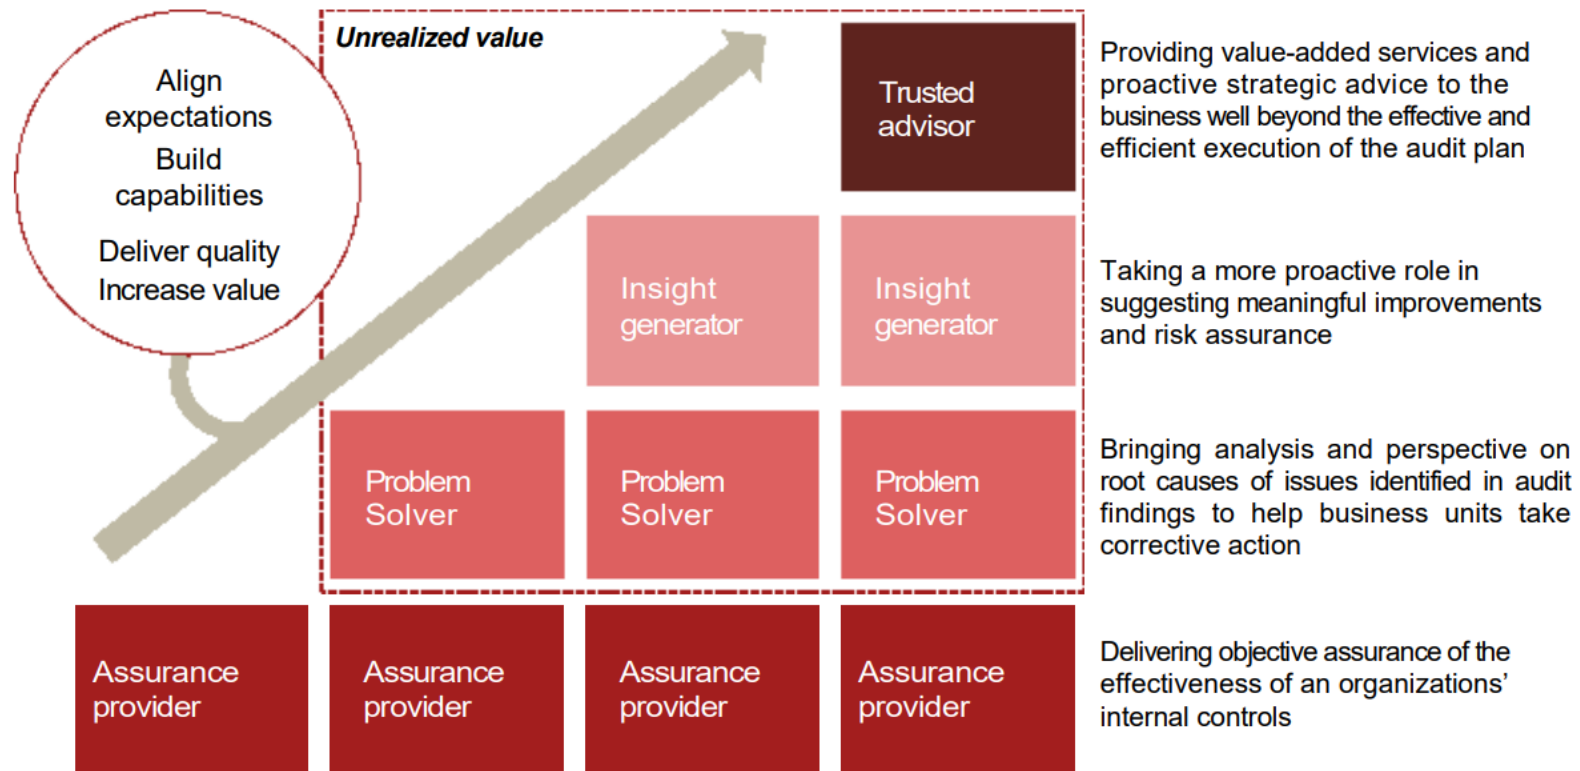 Align
expectations
Build
capabilities
Deliver quality
Increase value
Unrealized value
Trusted
advisor
Providing value-added services and
proactive strategic advice to the
business well beyond the effective and
efficient execution of the audit plan
Insight
generator
Insight
generator
Taking a more proactive role in
suggesting meaningful improvements
and risk assurance
Problem
Solver
Problem
Solver
Problem
Solver
Bringing analysis and perspective on
root causes of issues identified in audit
findings to help business units take
corrective action
Assurance
provider
Assurance
provider
Assurance
provider
Assurance
provider
Delivering objective assurance of the
effectiveness of an organizations’
internal controls